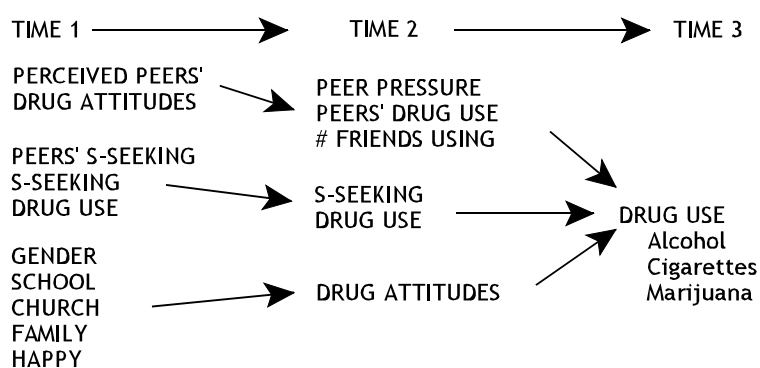 TIME 1
TIME 2
TIME 3
PERCEIVED PEERS'
DRUG ATTITUDES
PEER PRESSURE
PEERS' DRUG USE
# FRIENDS USING
PEERS' S-SEEKING
S-SEEKING
DRUG USE
S-SEEKING
DRUG USE
DRUG USE
Alcohol
Cigarettes
Marijuana
GENDER
SCHOOL
CHURCH
FAMILY
HAPPY
DRUG ATTITUDES